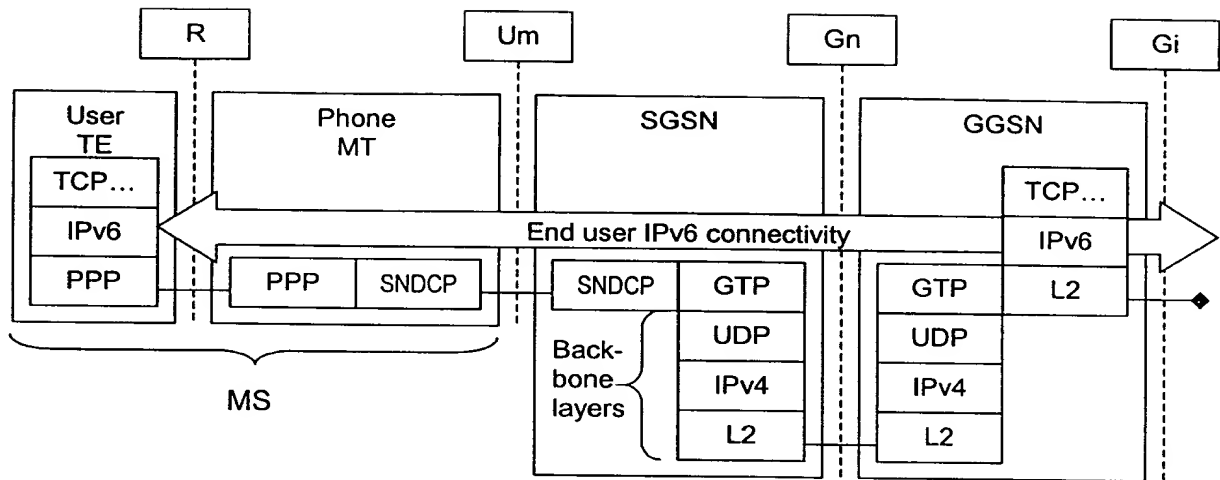 R
Um
Gn
Gi
User
TE
Phone
MT
SGSN
GGSN
TCP…
TCP…
IPv6
End user IPv6 connectivity
IPv6
PPP
PPP
SNDCP
SNDCP
GTP
GTP
L2
UDP
UDP
Back-
bone
layers
IPv4
IPv4
L2
L2
MS